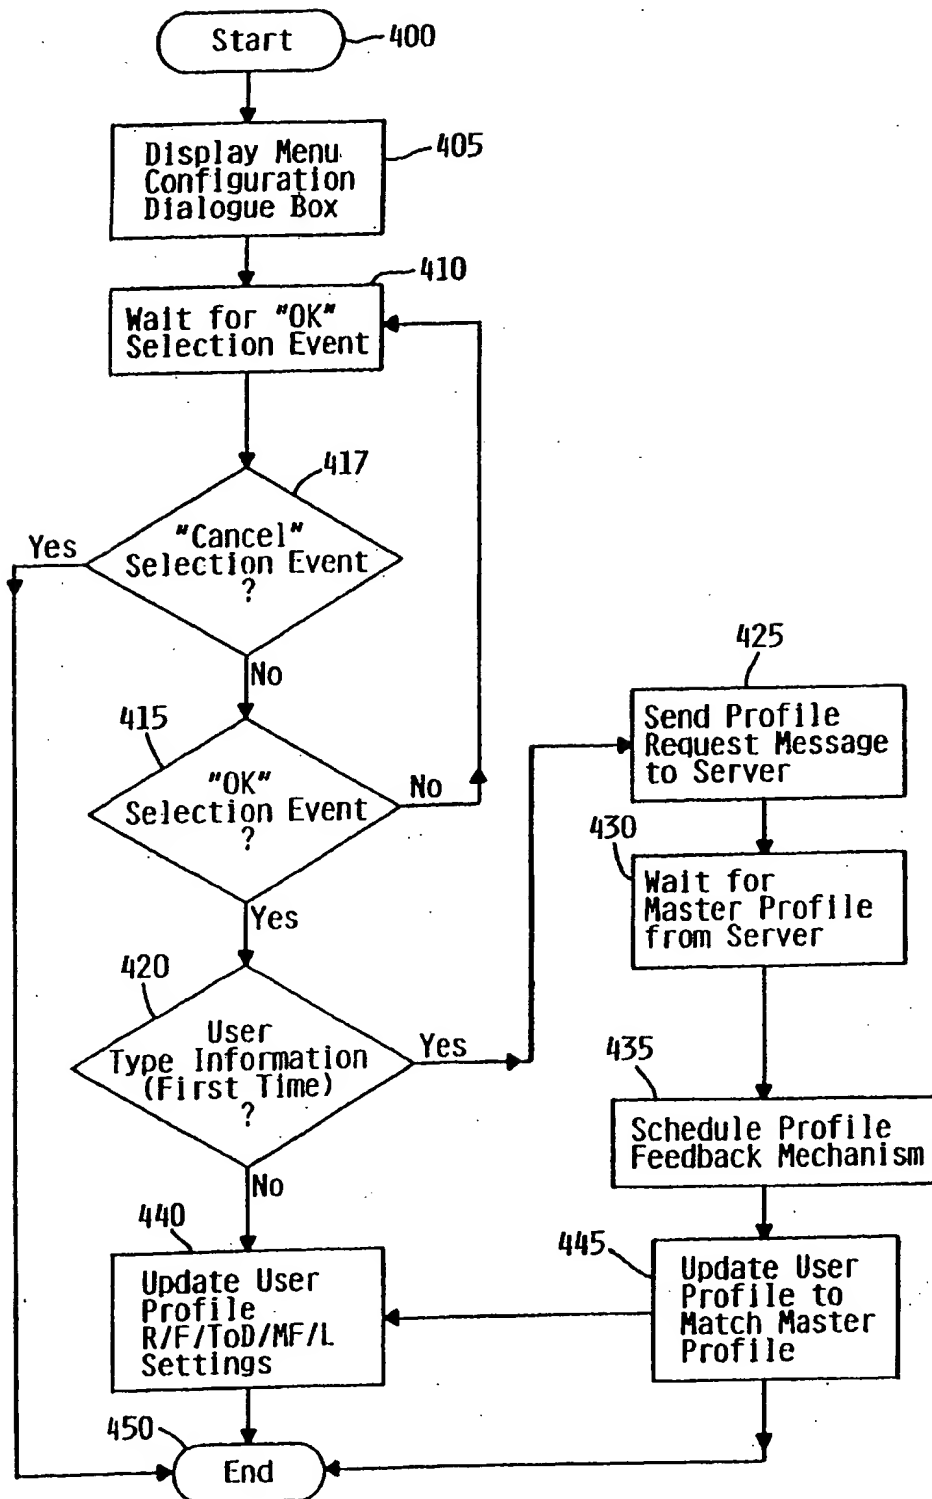 Start
400
Display Menu
Configuration
Dialogue Box
405
410
Wait for "OK"
Selection Event
417
"Cancel"
Selection Event
?
Yes
No
415
"OK"
Selection Event
?
No
Yes
420
User
Type Information
(First Time)
?
Yes
No
425
Send Profile
Request Message
to Server
430
Wait for
Master Profile
from Server
435
Schedule Profile
Feedback Mechanism
440
Update User
Profile
R/F/ToD/MF/L
Settings
445
Update User
Profile to
Match Master
Profile
450
End